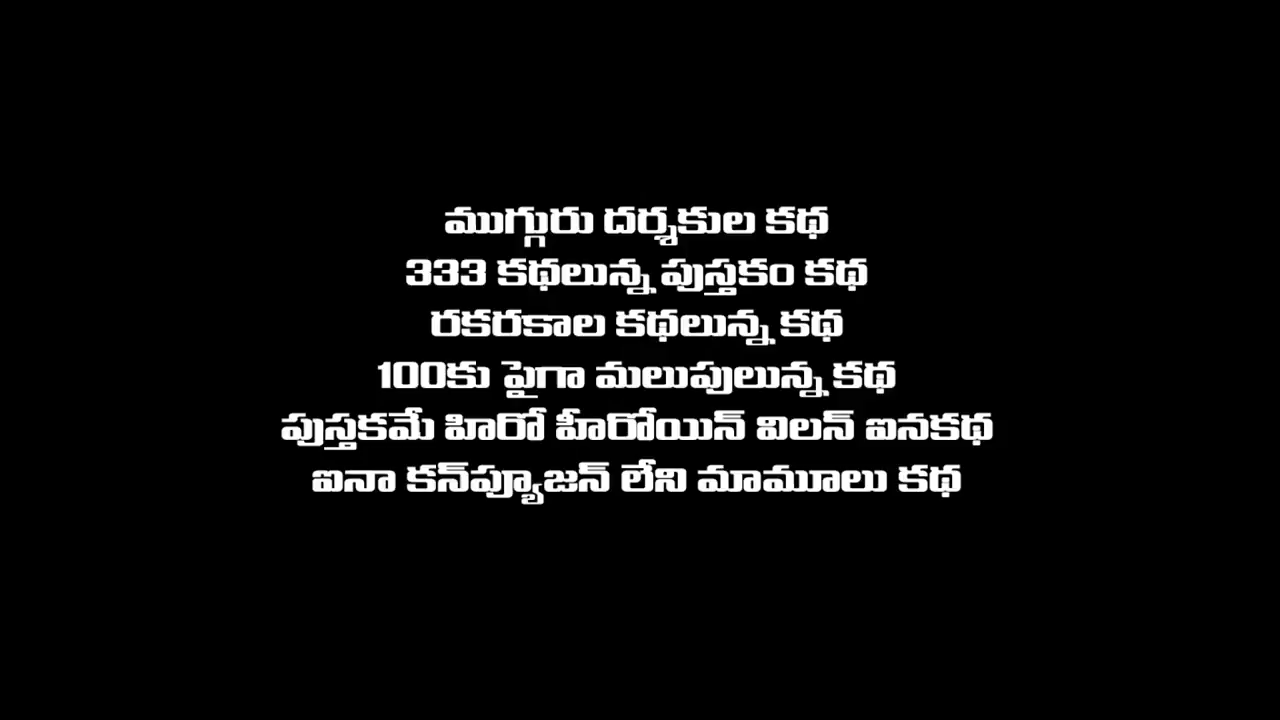 ముగ్గురు దర్శకుల కథ
333 కథలున్న పుస్తకం కథ
రకరకాల కథలున్న కథ
100కు పైగా మలుపులున్న కథ
పుస్తకమే హీరో హీరోయిన్ విలన్ ఐనకథ
ఐనా కన్‌ప్యూజన్ లేని మామూలు కథ